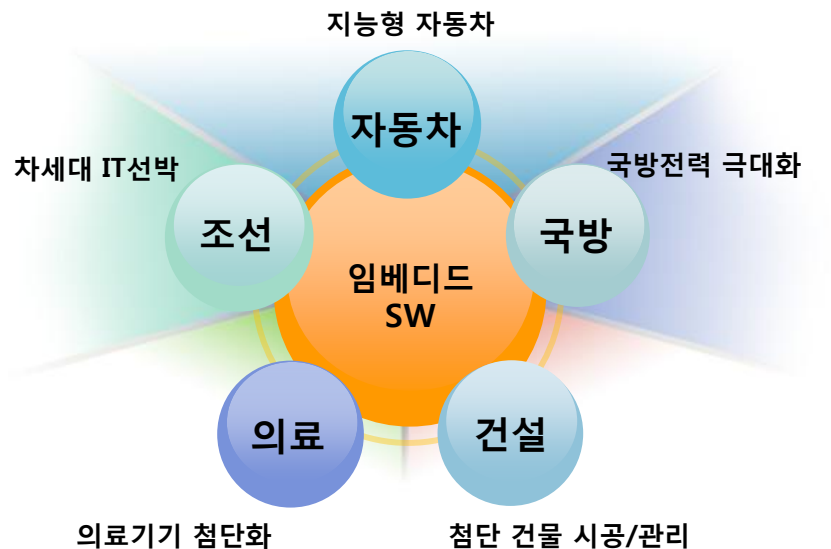 지능형 자동차
자동차
차세대 IT선박
국방전력 극대화
조선
국방
임베디드
SW
의료
건설
의료기기 첨단화
첨단 건물 시공/관리